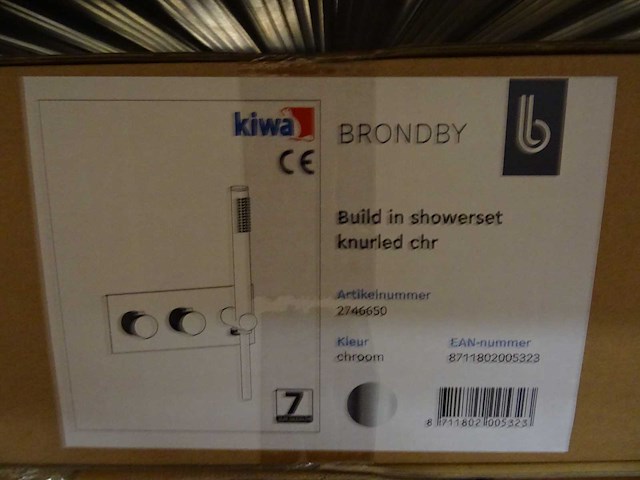 kiwa
CE
BRONDBY
b
Build in showerset
knurled chr
Artikelnummer
2746650
Kleur
chroom
EAN-nummer
8711802005323
7
8 711802 005323